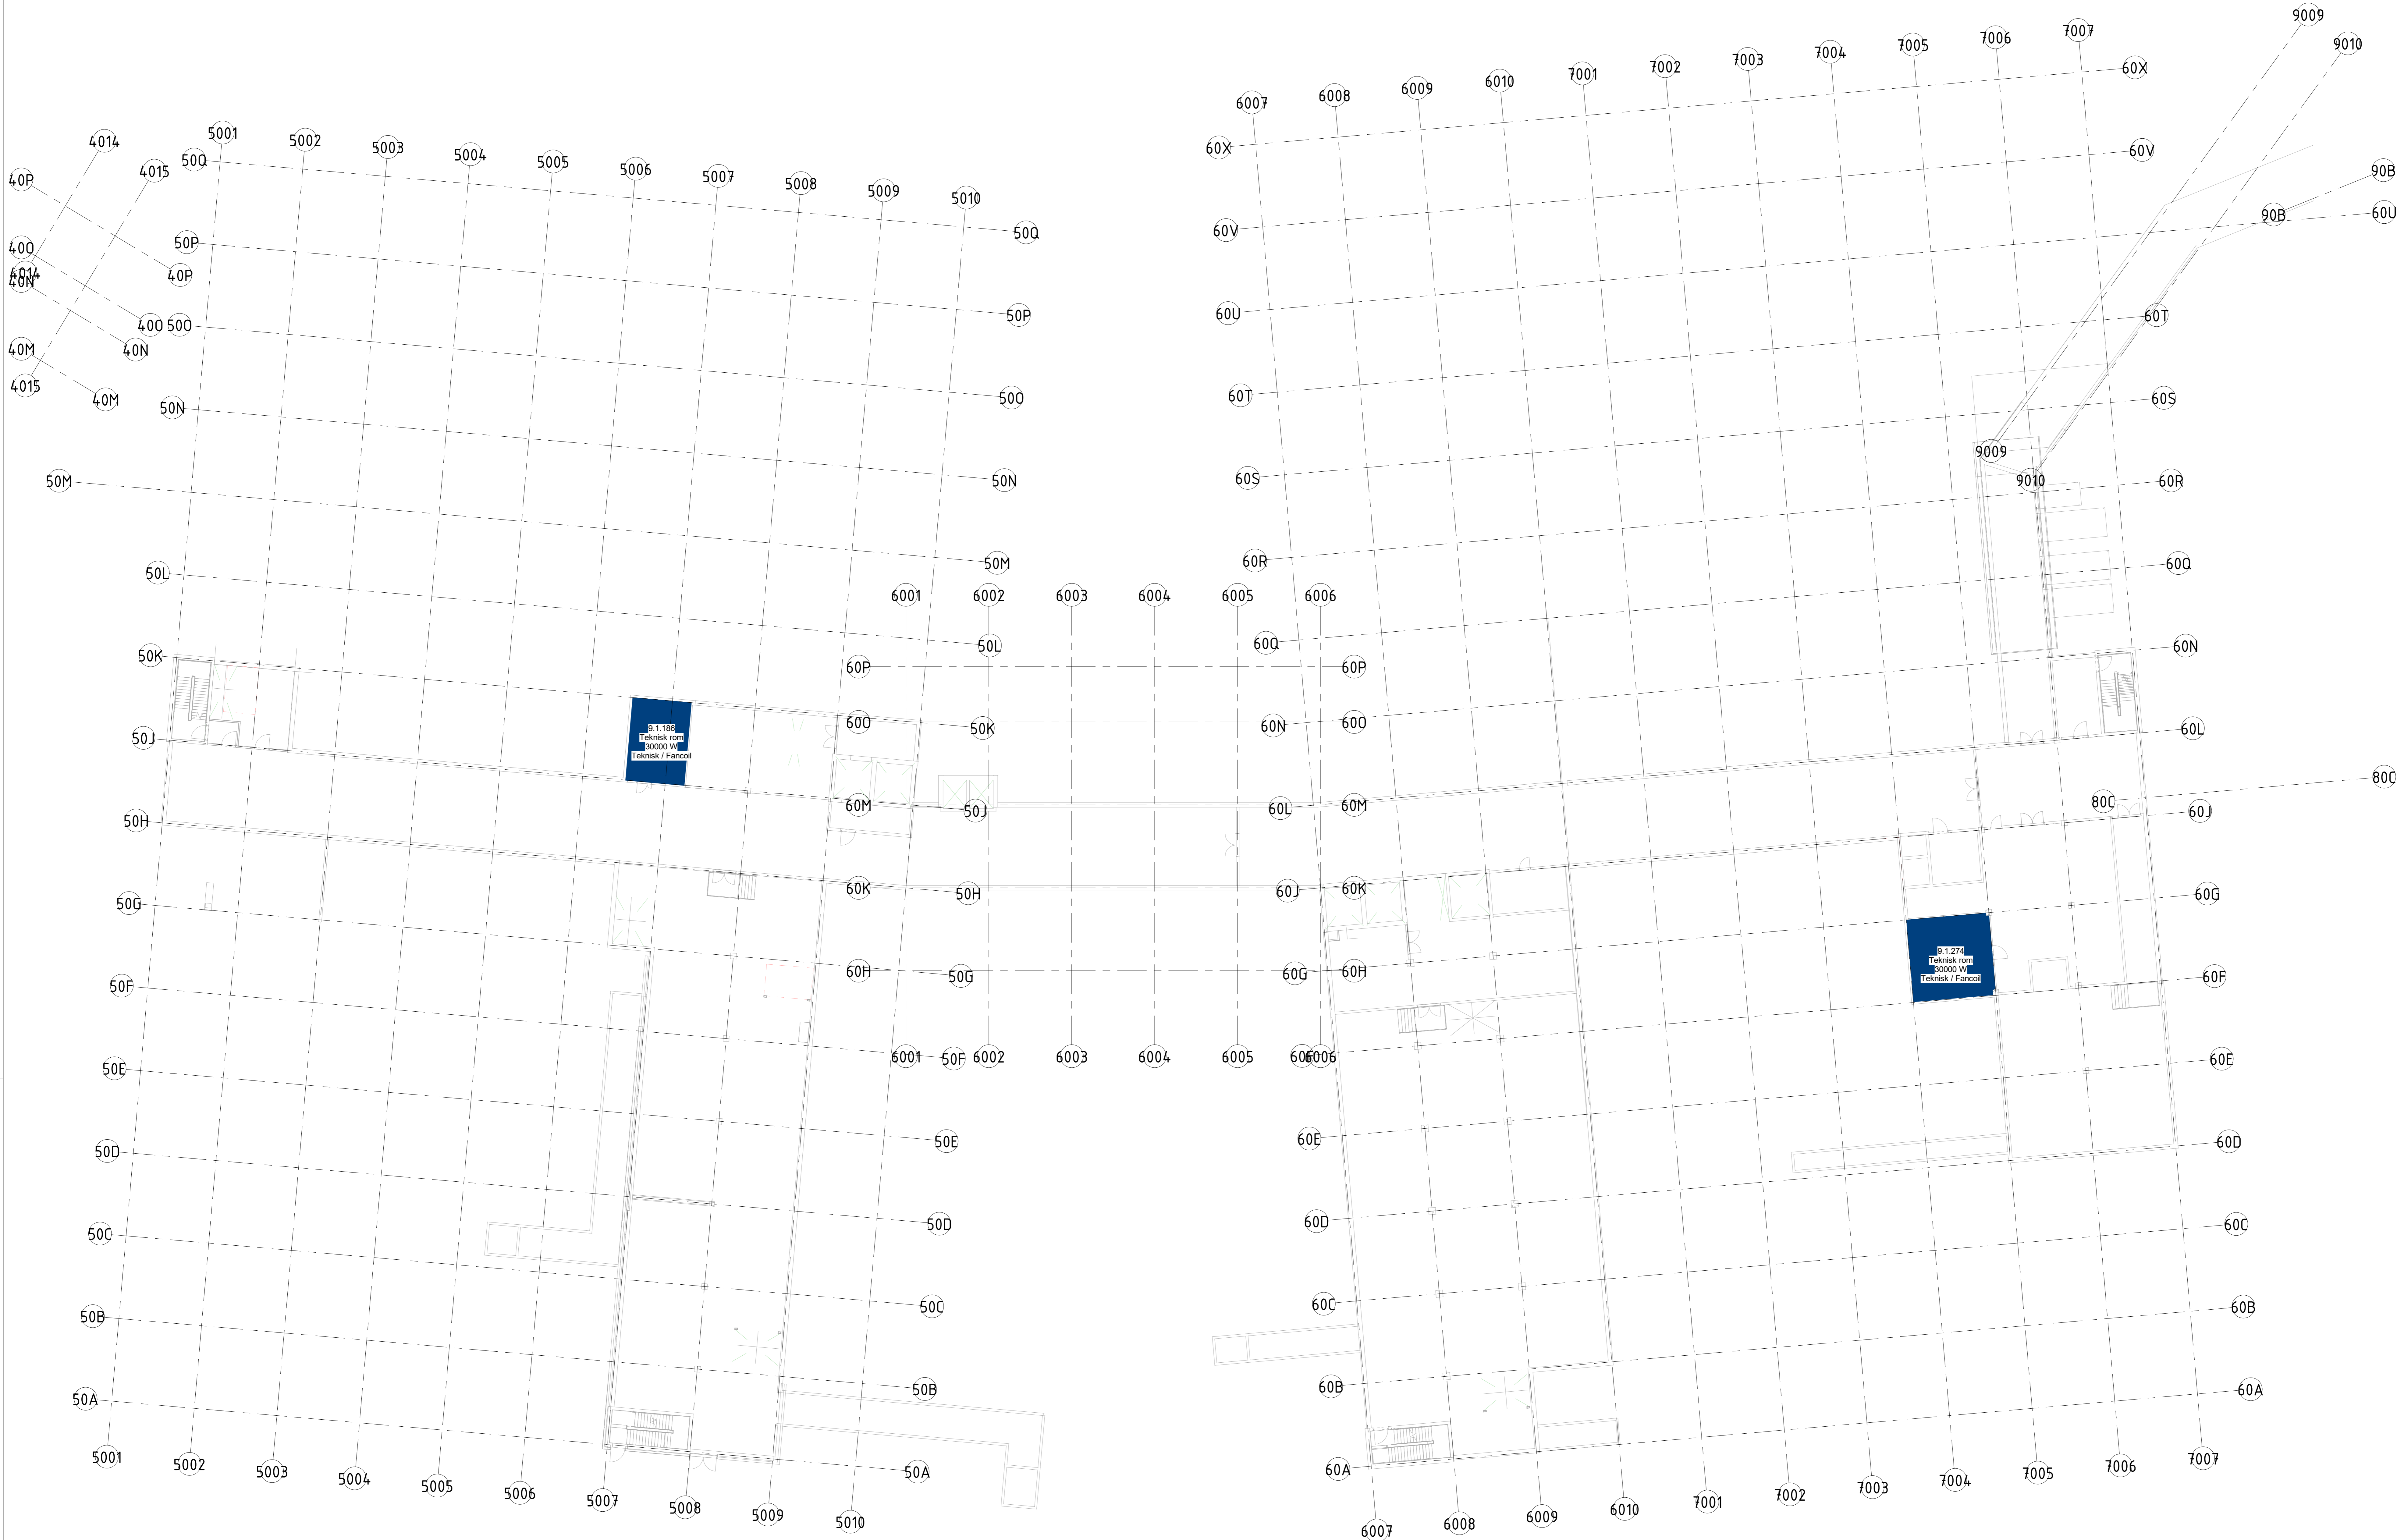 9009
7007
9010
7006
7005
7004
60X
7003
7002
7001
6010
6009
6008
6007
5001
5002
4014
5003
60X
60V
5004
50Q
5005
5006
4015
90B
5007
40P
5008
5009
5010
60U
90B
60V
50Q
50P
40O
4014
40P
40N
60U
50P
60T
40O
50O
40M
40N
4015
60T
50O
60S
40M
50N
9009
60S
50M
50N
9010
60R
60R
50M
60Q
50L
6001
6002
6003
6004
6005
6006
60Q
50L
60N
50K
60P
60P
60O
60O
60N
50K
60L
50J
9.1.186
Teknisk rom
30000 W
Teknisk / Fancoil
80C
60M
60M
60L
80C
50J
60J
50H
60K
60K
60J
50H
60G
50G
9.1.274
Teknisk rom
30000 W
Teknisk / Fancoil
60H
60H
60G
50G
60F
50F
6001
6002
6003
6004
6005
60F
6006
50F
60E
50E
60E
50E
60D
50D
60D
50D
60C
50C
60C
50C
60B
50B
60B
50B
60A
50A
60A
50A
5001
5002
5003
5004
5005
5006
5007
5008
5009
5010
6007
6008
6009
6010
7001
7002
7003
7004
7005
7006
7007